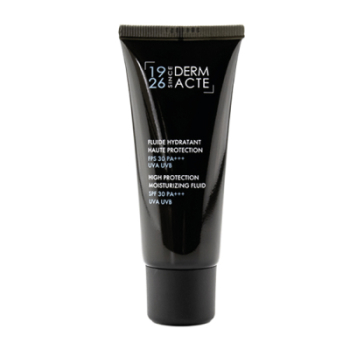 19 SINCE DERM
26 ACTE
FLUIDE HYDRATANT
HAUTE PROTECTION
FPS 30 PA+++
UVA UVB
HIGH PROTECTION
MOISTURIZING FLUID
SPF 30 PA+++
UVA UVB